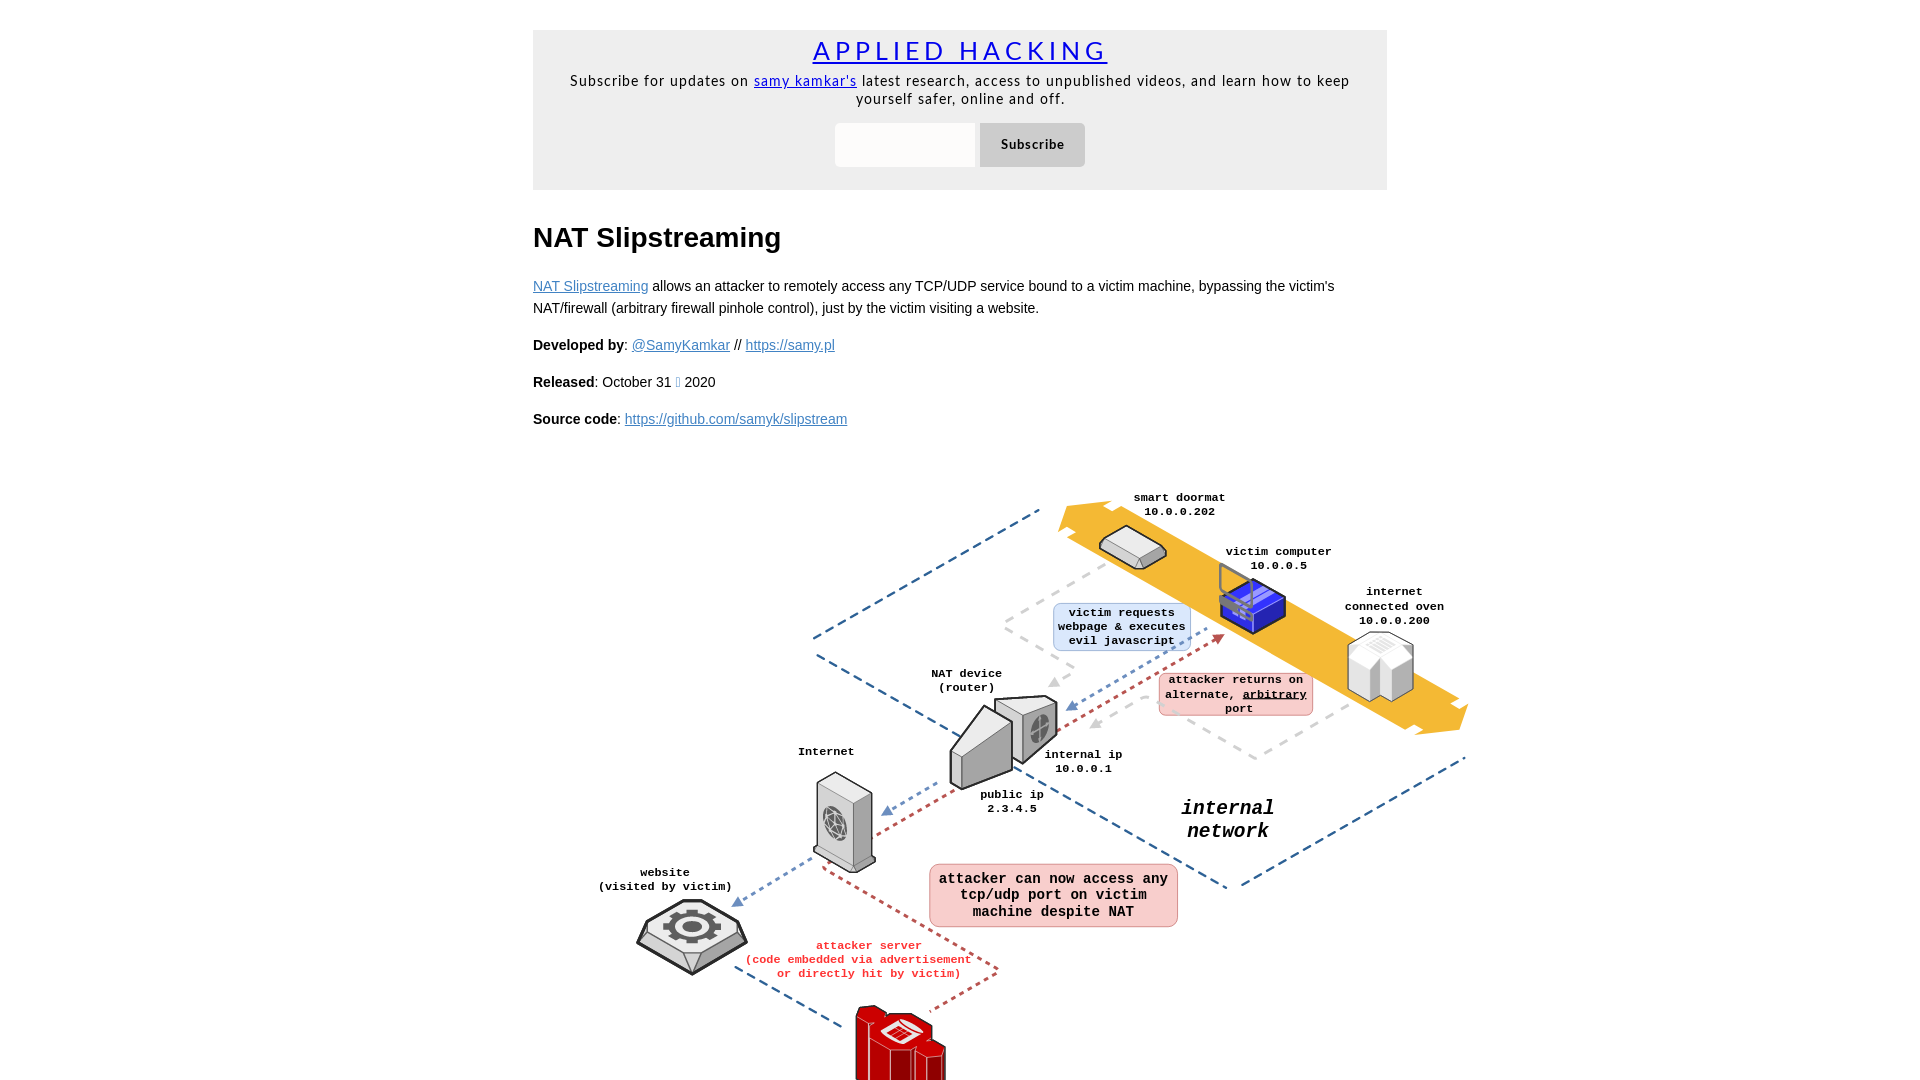 APPLIED HACKING
Subscribe for updates on samy kamkar's latest research, access to unpublished videos, and learn how to keep
yourself safer, online and off.
Subscribe
NAT Slipstreaming
NAT Slipstreaming allows an attacker to remotely access any TCP/UDP service bound to a victim machine, bypassing the victim's
NAT/firewall (arbitrary firewall pinhole control), just by the victim visiting a website.
Developed by: @SamyKamkar // https://samy.pl
Released: October 31 2020
Source code: https://github.com/samyk/slipstream
smart doormat
10.0.0.202
victim computer
10.0.0.5
internet
connected oven
10.0.0.200
victim requests
webpage & executes
evil javascript
NAT device
(router)
attacker returns on
alternate, arbitrary
port
Internet
internal ip
10.0.0.1
public ip
2.3.4.5
internal
network
website
(visited by victim)
attacker can now access any
tcp/udp port on victim
machine despite NAT
attacker server
(code embedded via advertisement
or directly hit by victim)